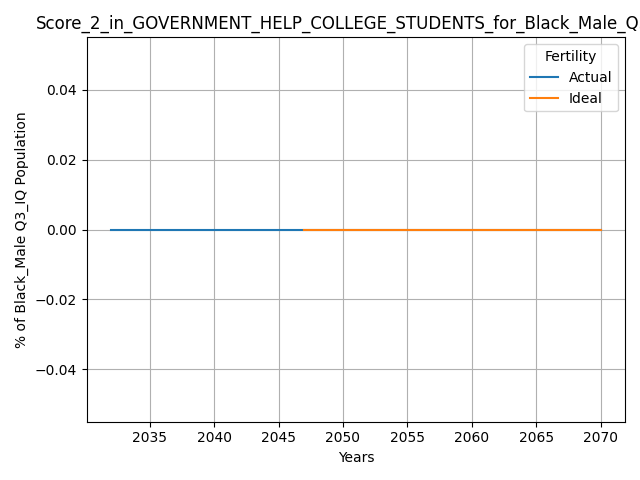 Score_2_in_GOVERNMENT_HELP_COLLEGE_STUDENTS_for_Black_Male_Q
Fertility
Actual
Ideal
0.04
0.02
0.00
−0.02
−0.04
% of Black_Male Q3_IQ Population
2035 2040 2045 2050 2055 2060 2065 2070
Years